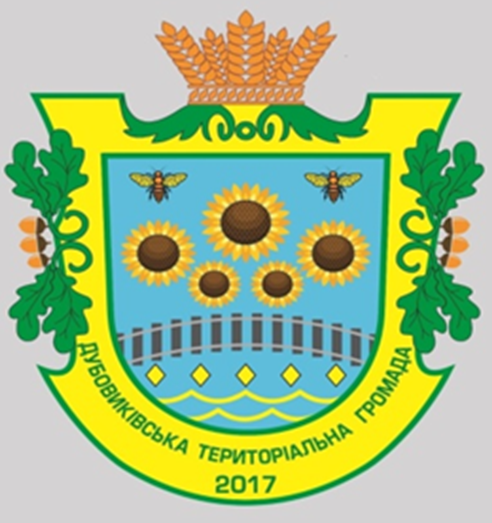 ДУБОВИКІВСЬКА ТЕРИТОРІАЛЬНА ГРОМАДА
2017